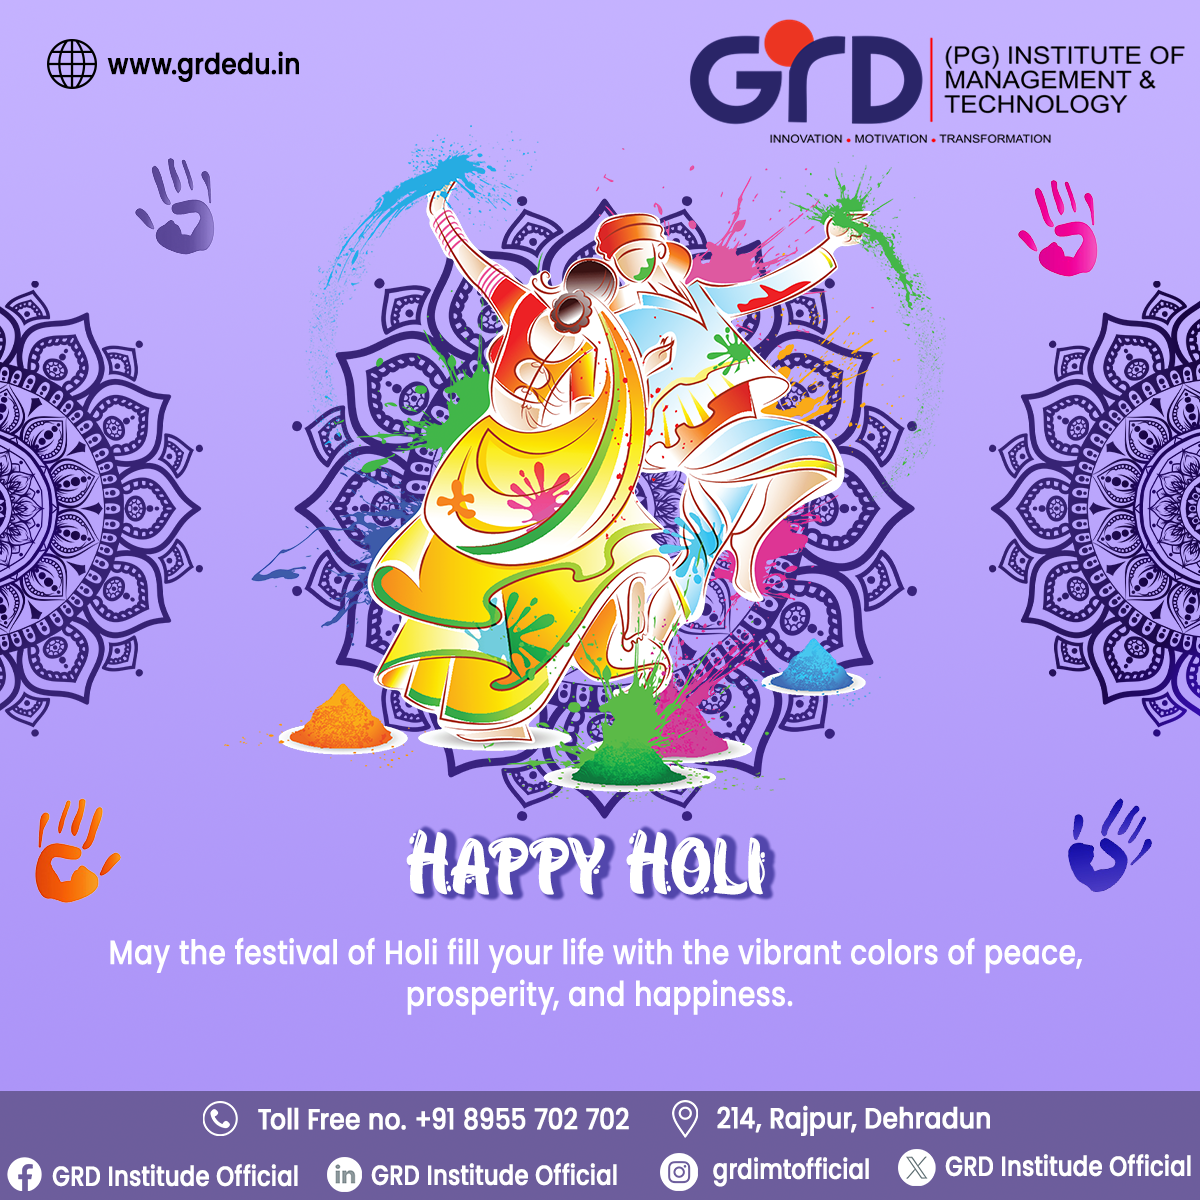 www.grdedu.in
GRD
(PG) INSTITUTE OF
MANAGEMENT &
TECHNOLOGY
INNOVATION • MOTIVATION • TRANSFORMATION
HAPPY HOLI
May the festival of Holi fill your life with the vibrant colors of peace,
prosperity, and happiness.
Toll Free no. +91 8955 702 702
214, Rajpur, Dehradun
GRD Institude Official
GRD Institude Official
grdimtofficial
GRD Institude Official